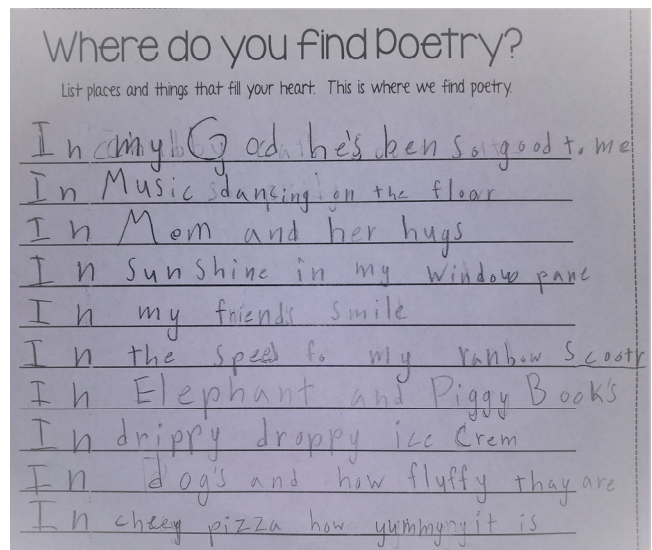 Where do you find Poetry?
List places and things that fill your heart. This is where we find poetry.
In my God he's ben so good to me
In Music dancing on the floor
In Mom and her hugs
In Sunshine in my window pane
In my friends smile
In the speed fo my ranbow Scootr
In Elephant and Piggy Book's
In drippy droppy ice Crem
In dog's and how fluffy thay are
In cheey pizza how yummy it is